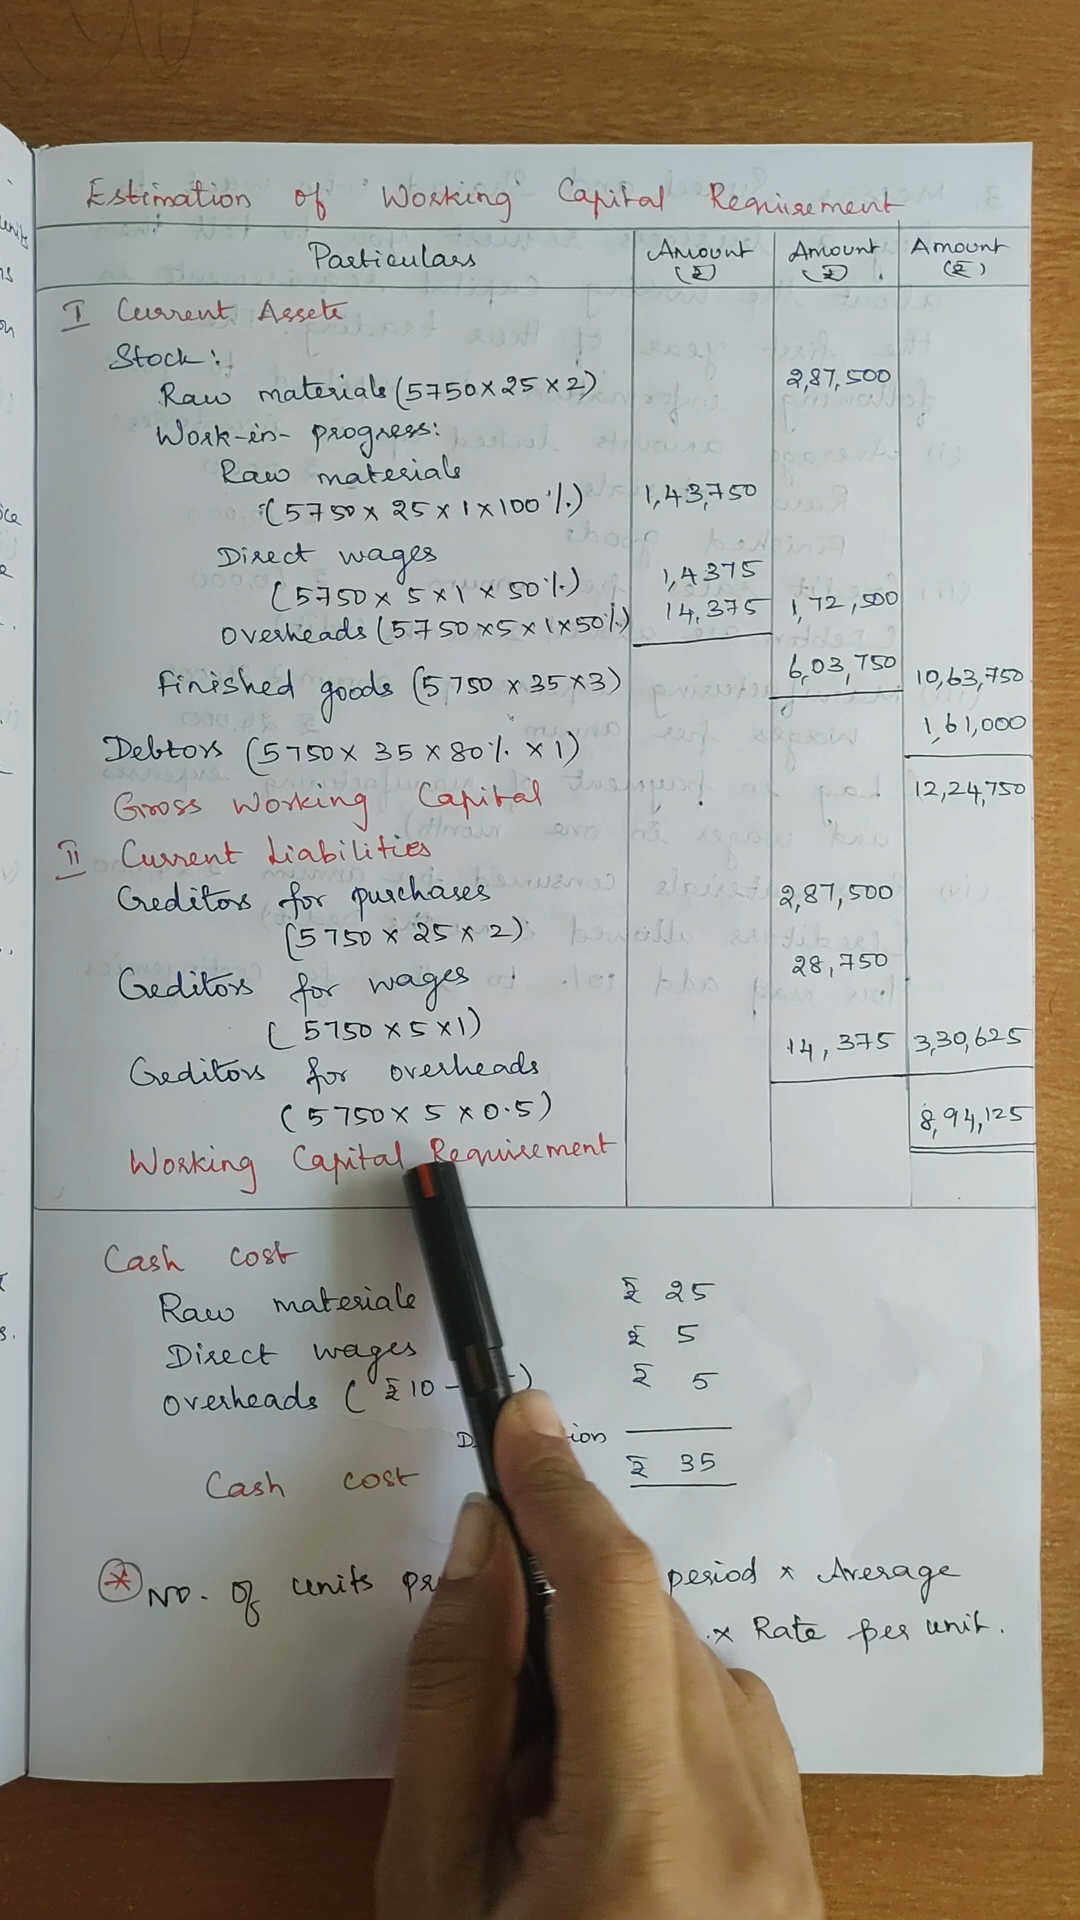 Estimation of Working Capital Requirement
Particulars Amount (₹) Amount (₹) Amount (₹)
I Current Assets
Stock:
Raw materials (5750 × 25 × 2) 2,87,500
Work-in-progress:
Raw materials
(5750 × 25 × 1 × 100%) 1,43,750
Direct wages
(5750 × 5 × 1 × 50%) 1,4375
Overheads (5750 × 5 × 1 × 50%) 14,375 1,72,500
Finished goods (5,750 × 35 × 3) 6,03,750 10,63,750
Debtors (5750 × 35 × 80% × 1) 1,61,000
Gross Working Capital 12,24,750
II Current Liabilities
Creditors for purchases 2,87,500
(5750 × 25 × 2)
Creditors for wages 28,750
(5750 × 5 × 1)
Creditors for overheads 14,375 3,30,625
(5750 × 5 × 0.5)
Working Capital Requirement 8,94,125
Cash cost
Raw materials ₹ 25
Direct wages ₹ 5
Overheads (₹10 - ) ₹ 5
Cash cost ₹ 35
* No. of units period × Average
× Rate per unit.